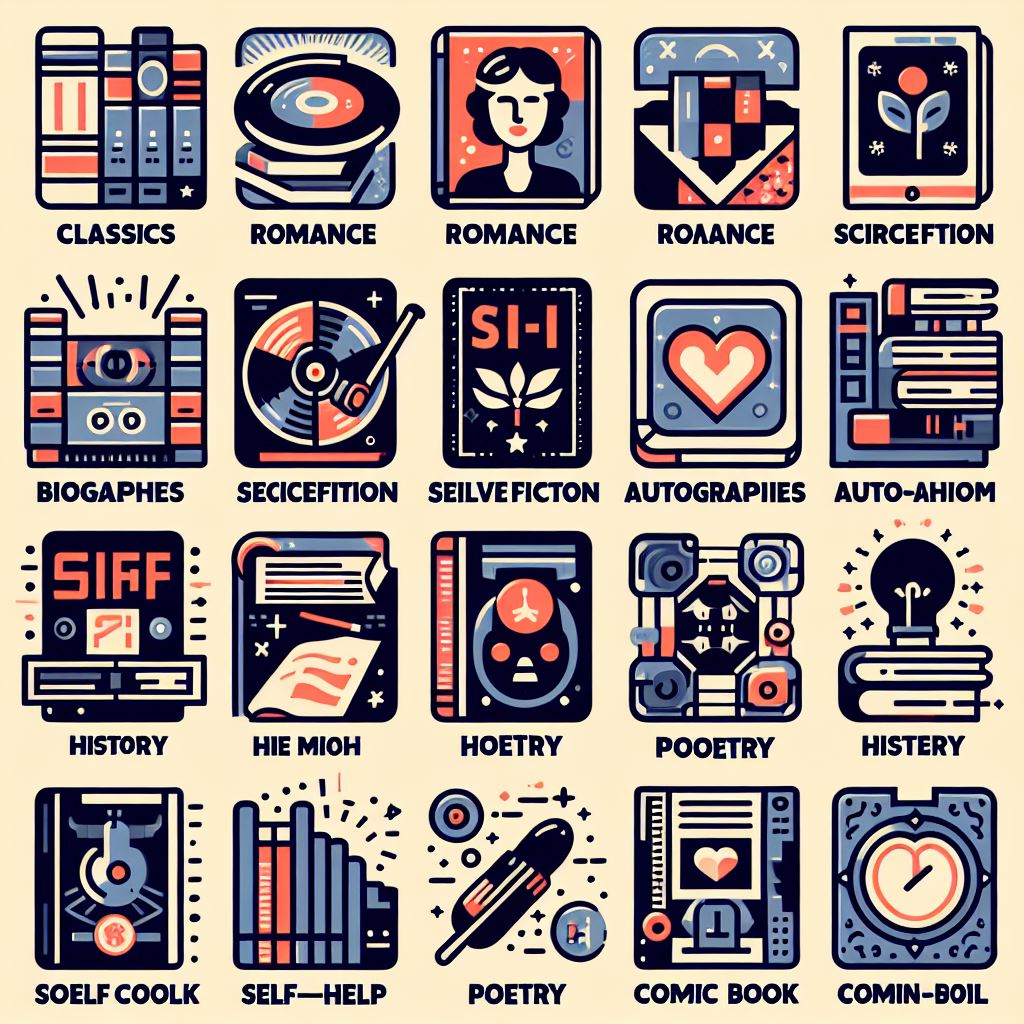 CLASSICS
ROMANCE
ROMANCE
ROAANCE
SCIRCEFTION
SI-I
BIOGAPHES
SECICEFITION
SEILVE FICTON
AUTOGRAPIIES
AUTO-AHIOM
SIFF
HISTORY
HIE MIOH
HOETRY
POOETRY
HISTERY
SOELF COOLK
SELF—HELP
POETRY
COMIC BOOK
COMIN-BOIL